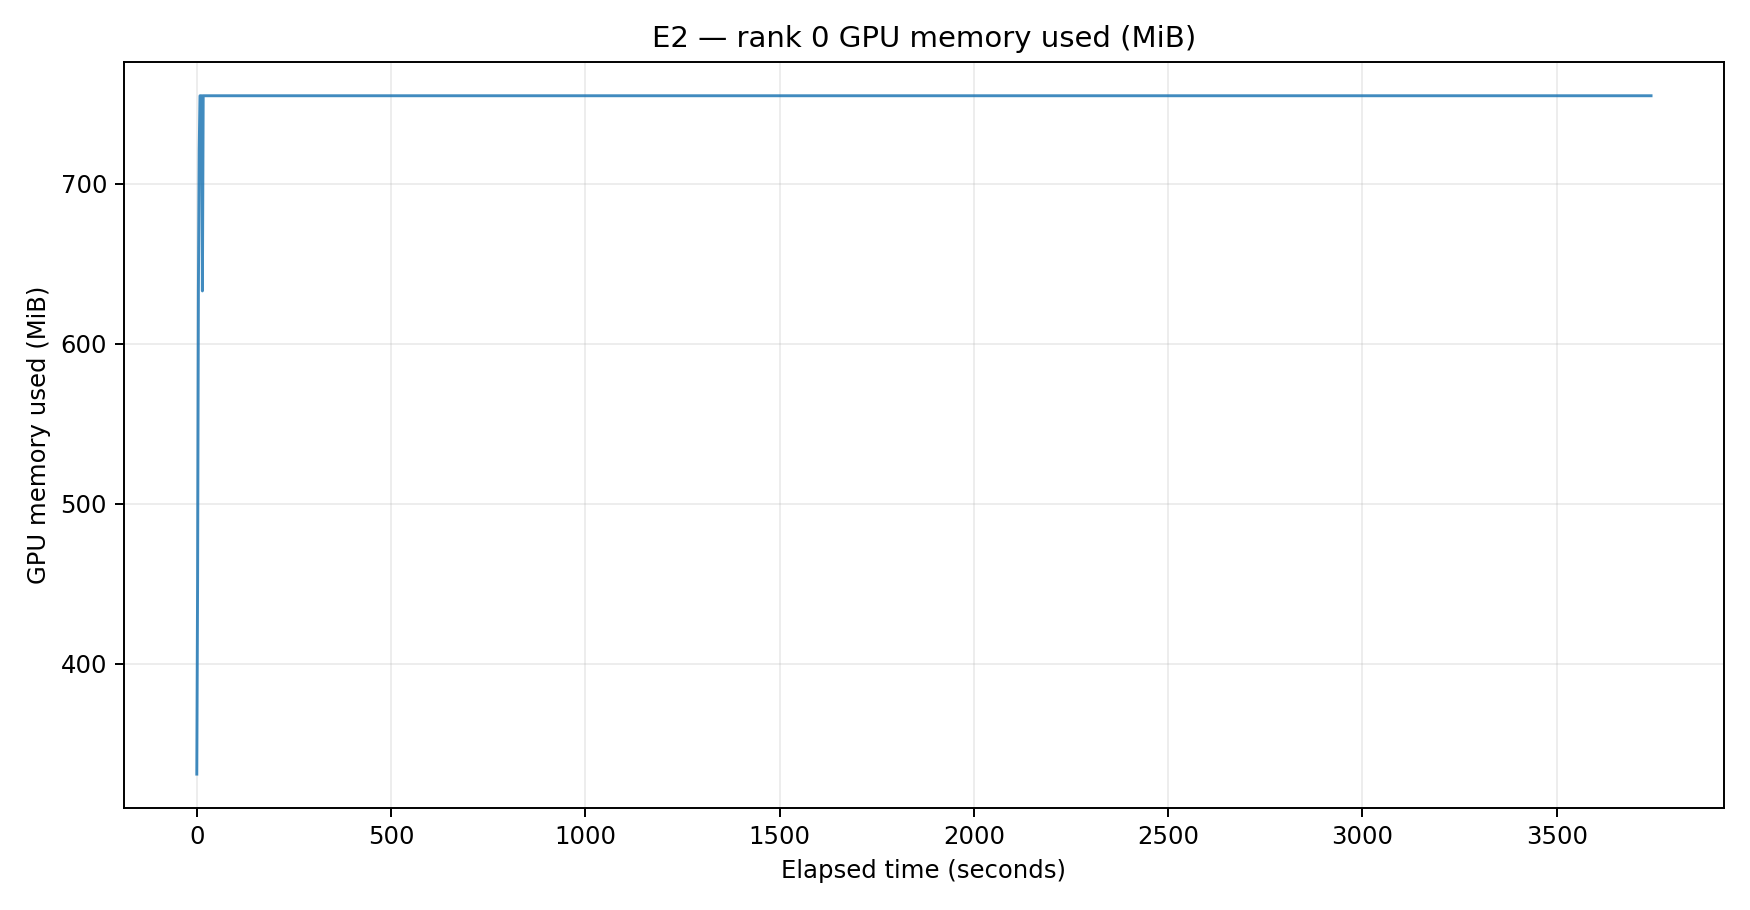 E2 — rank 0 GPU memory used (MiB)
GPU memory used (MiB)
700
600
500
400
0 500 1000 1500 2000 2500 3000 3500
Elapsed time (seconds)